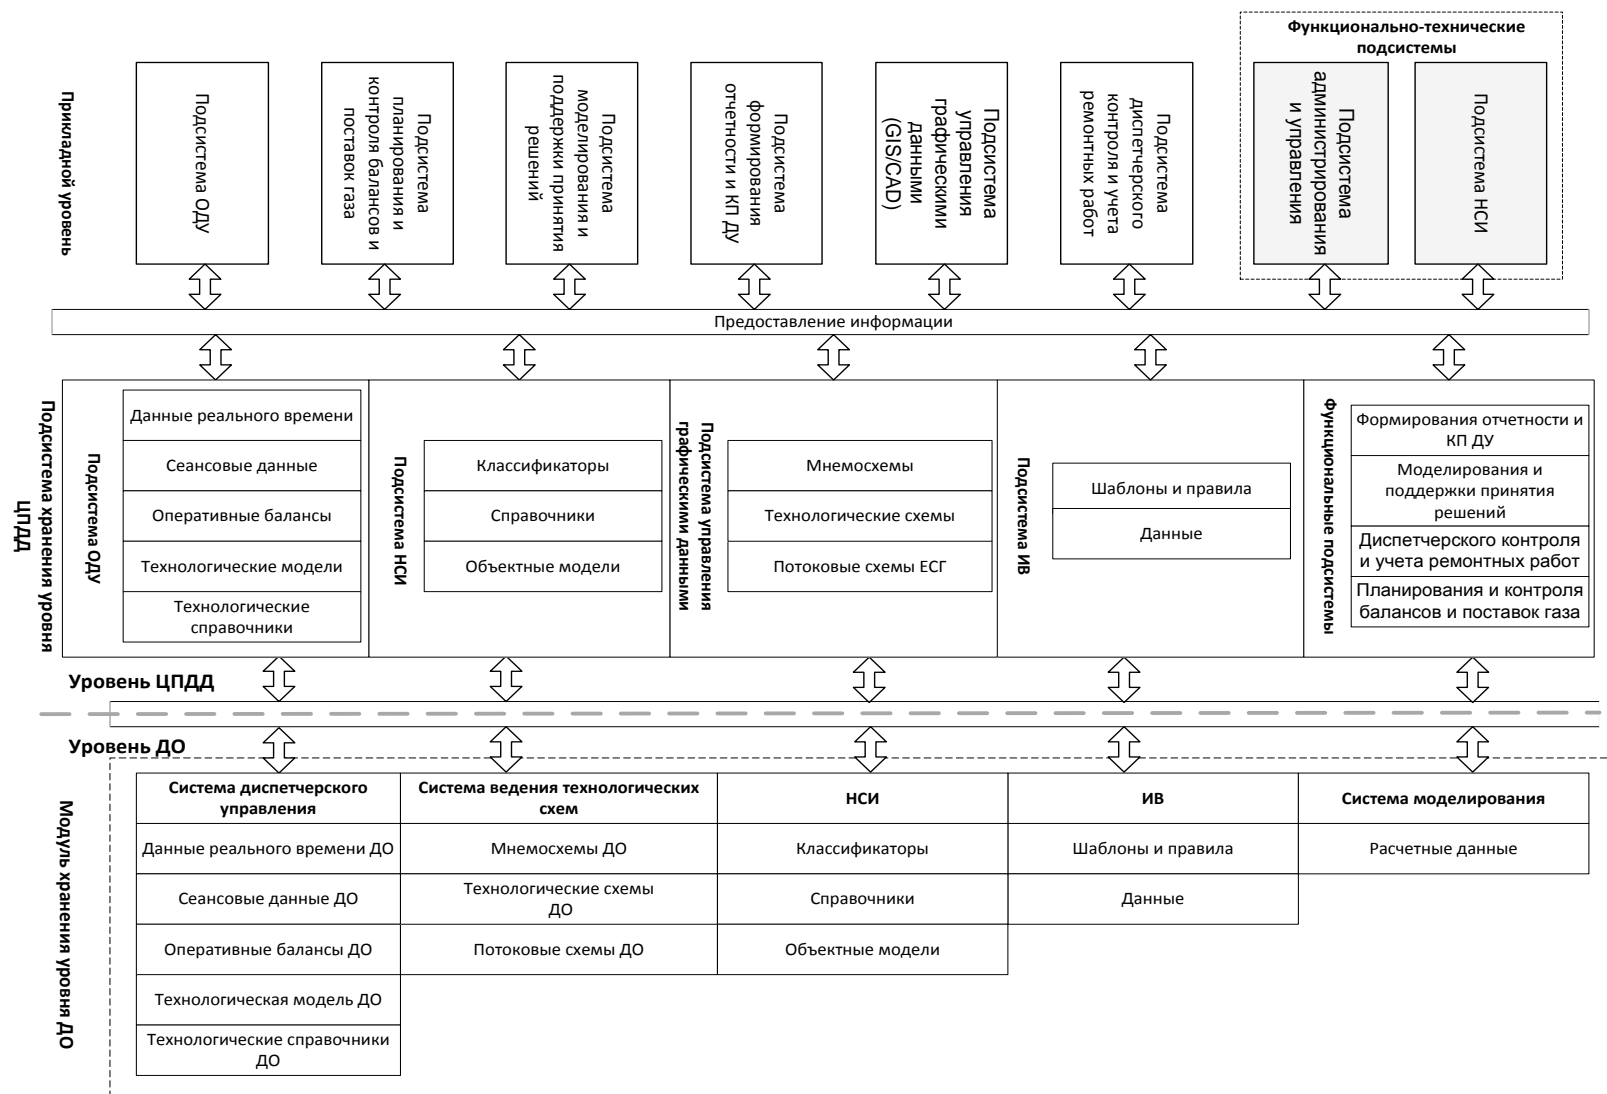 Функционально-технические
подсистемы
Прикладной уровень
Подсистема ОДУ
Подсистема
планирования и
контроля балансов и
поставок газа
Подсистема
моделирования и
поддержки принятия
решений
Подсистема
формирования
отчетности и КП ДУ
Подсистема
управления
графическими
данными
(GIS/CAD)
Подсистема
диспетчерского
контроля и учета
ремонтных работ
Подсистема
администрирования
и управления
Подсистема НСИ
Предоставление информации
Подсистема хранения уровня
ЦПДД
Подсистема ОДУ
Данные реального времени
Сеансовые данные
Оперативные балансы
Технологические модели
Технологические
справочники
Подсистема НСИ
Классификаторы
Справочники
Объектные модели
Подсистема управления
графическими данными
Мнемосхемы
Технологические схемы
Потоковые схемы ЕСГ
Подсистема ИВ
Шаблоны и правила
Данные
Функциональные подсистемы
Формирования отчетности и
КП ДУ
Моделирования и
поддержки принятия
решений
Диспетчерского контроля
и учета ремонтных работ
Планирования и контроля
балансов и поставок газа
Уровень ЦПДД
Уровень ДО
Модуль хранения уровня ДО
Система диспетчерского
управления
Данные реального времени ДО
Сеансовые данные ДО
Оперативные балансы ДО
Технологическая модель ДО
Технологические справочники
ДО
Система ведения технологических
схем
Мнемосхемы ДО
Технологические схемы
ДО
Потоковые схемы ДО
НСИ
Классификаторы
Справочники
Объектные модели
ИВ
Шаблоны и правила
Данные
Система моделирования
Расчетные данные